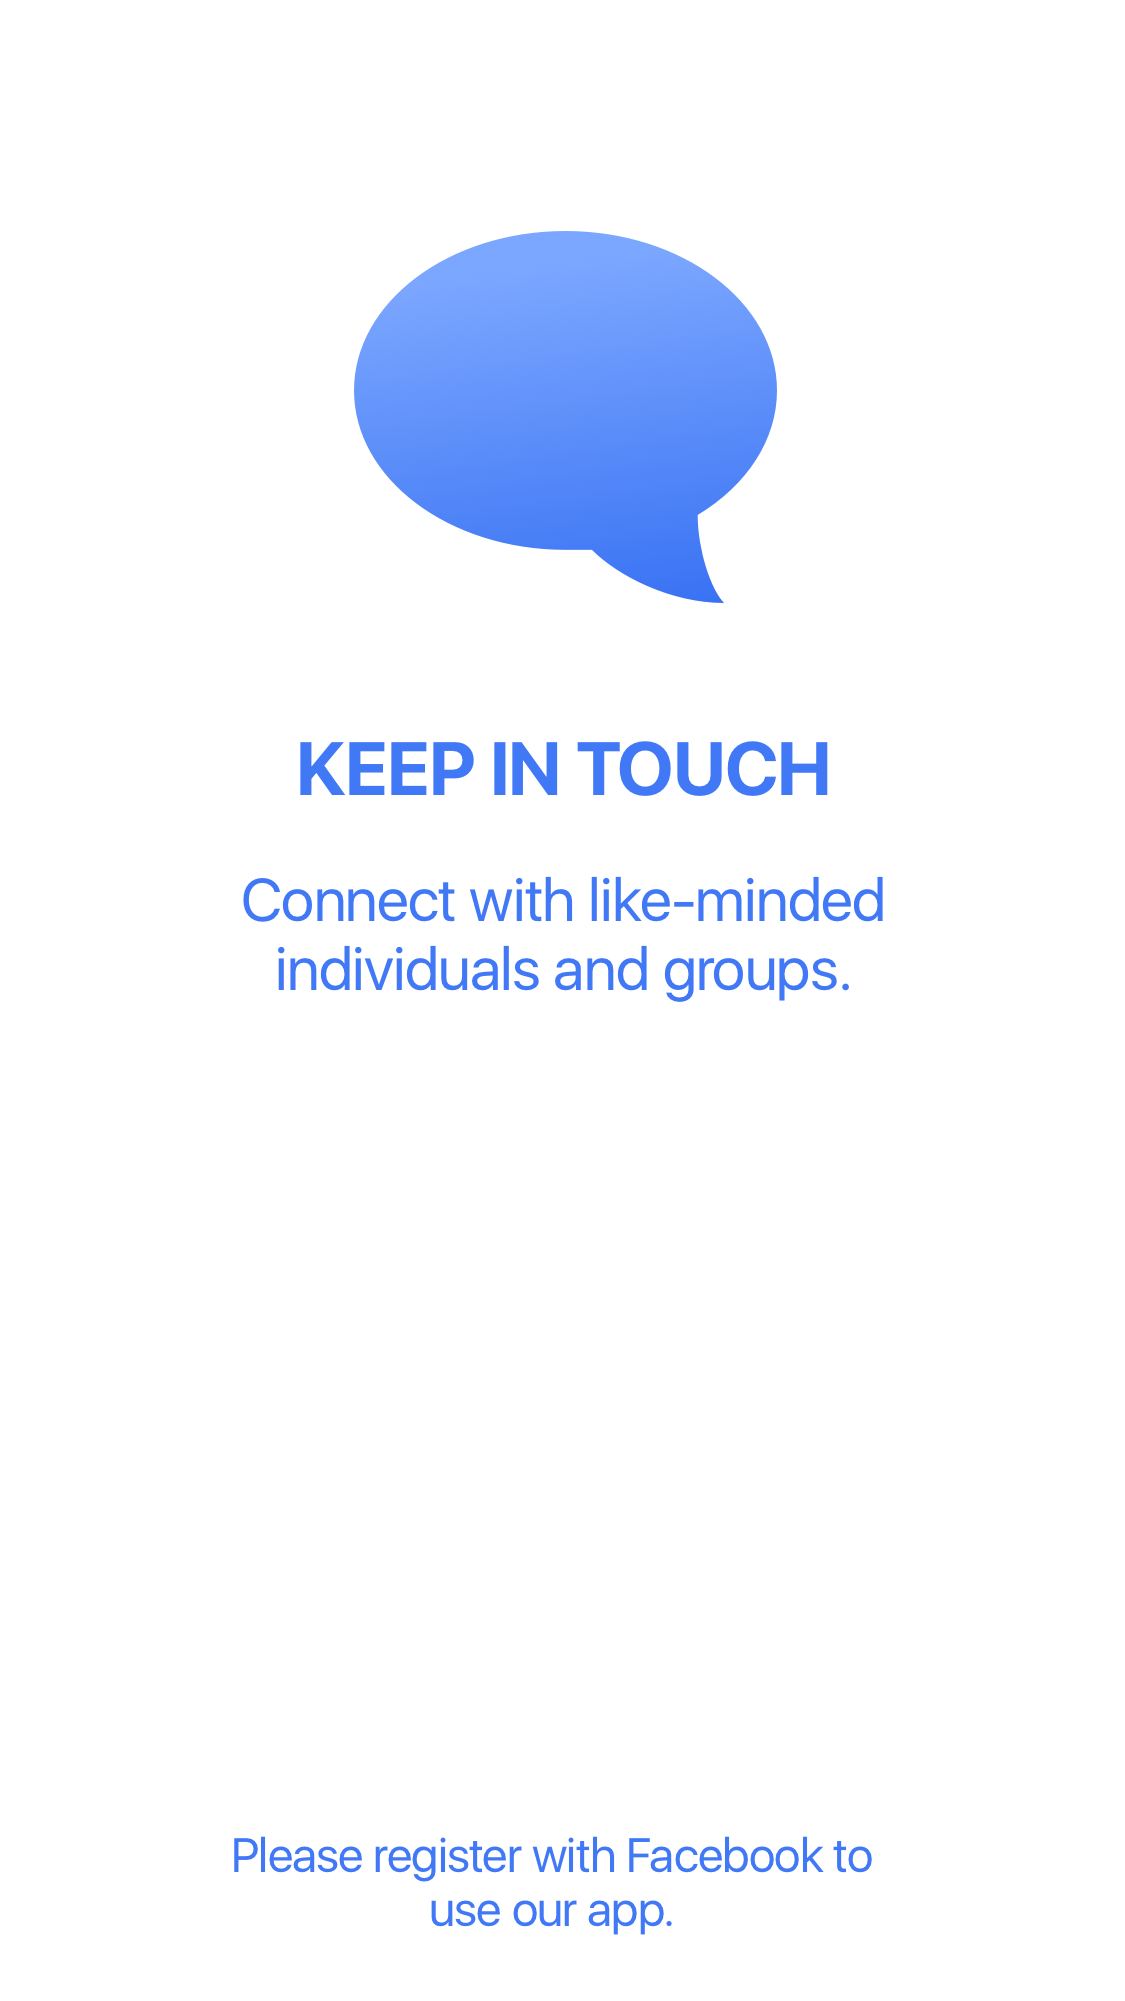 KEEP IN TOUCH
Connect with like-minded
individuals and groups.
Please register with Facebook to
use our app.